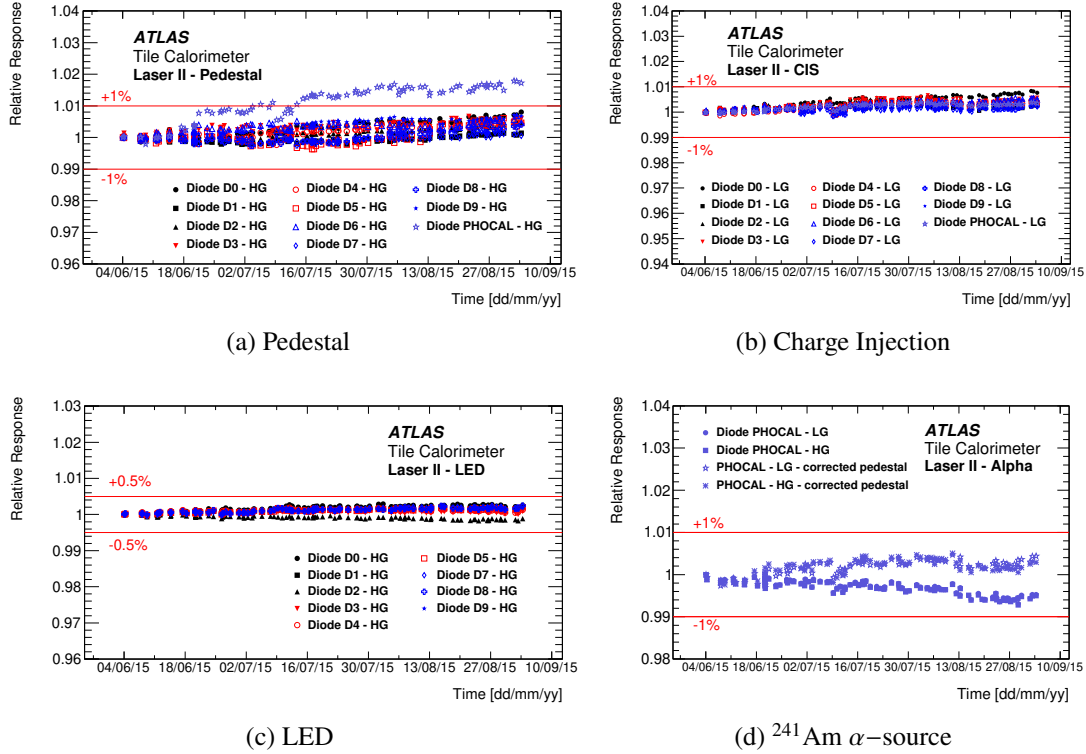 1.04
1.03
1.02
1.01
1
0.99
0.98
0.97
0.96
Relative Response
ATLAS
Tile Calorimeter
Laser II - Pedestal
+1%
-1%
Diode D0 - HG
Diode D1 - HG
Diode D2 - HG
Diode D3 - HG
Diode D4 - HG
Diode D5 - HG
Diode D6 - HG
Diode D7 - HG
Diode D8 - HG
Diode D9 - HG
Diode PHOCAL - HG
04/06/15 18/06/15 02/07/15 16/07/15 30/07/15 13/08/15 27/08/15 10/09/15
Time [dd/mm/yy]
(a) Pedestal
1.04
1.03
1.02
1.01
1
0.99
0.98
0.97
0.96
0.95
0.94
Relative Response
ATLAS
Tile Calorimeter
Laser II - CIS
+1%
-1%
Diode D0 - LG
Diode D1 - LG
Diode D2 - LG
Diode D3 - LG
Diode D4 - LG
Diode D5 - LG
Diode D6 - LG
Diode D7 - LG
Diode D8 - LG
Diode D9 - LG
Diode PHOCAL - LG
04/06/15 18/06/15 02/07/15 16/07/15 30/07/15 13/08/15 27/08/15 10/09/15
Time [dd/mm/yy]
(b) Charge Injection
1.03
1.02
1.01
1
0.99
0.98
0.97
0.96
Relative Response
ATLAS
Tile Calorimeter
Laser II - LED
+0.5%
-0.5%
Diode D0 - HG
Diode D1 - HG
Diode D2 - HG
Diode D3 - HG
Diode D4 - HG
Diode D5 - HG
Diode D7 - HG
Diode D8 - HG
Diode D9 - HG
04/06/15 18/06/15 02/07/15 16/07/15 30/07/15 13/08/15 27/08/15 10/09/15
Time [dd/mm/yy]
(c) LED
1.04
1.03
1.02
1.01
1
0.99
0.98
Relative Response
Diode PHOCAL - LG
Diode PHOCAL - HG
PHOCAL - LG - corrected pedestal
PHOCAL - HG - corrected pedestal
ATLAS
Tile Calorimeter
Laser II - Alpha
+1%
-1%
04/06/15 18/06/15 02/07/15 16/07/15 30/07/15 13/08/15 27/08/15 10/09/15
Time [dd/mm/yy]
(d) ²⁴¹Am α−source